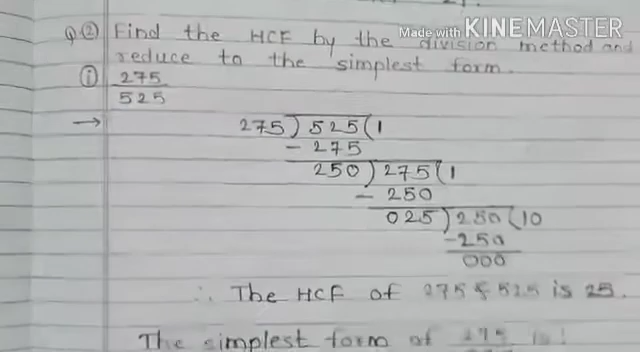 Made with KINEMASTER
Q ② Find the HCF by the division method and
reduce to the simplest form.
① 275
525
→ 275 ) 525 ( 1
- 275
250 ) 275 ( 1
- 250
025 ) 250 ( 10
- 250
000
∴ The HCF of 275 & 525 is 25.
The simplest form of 275 is